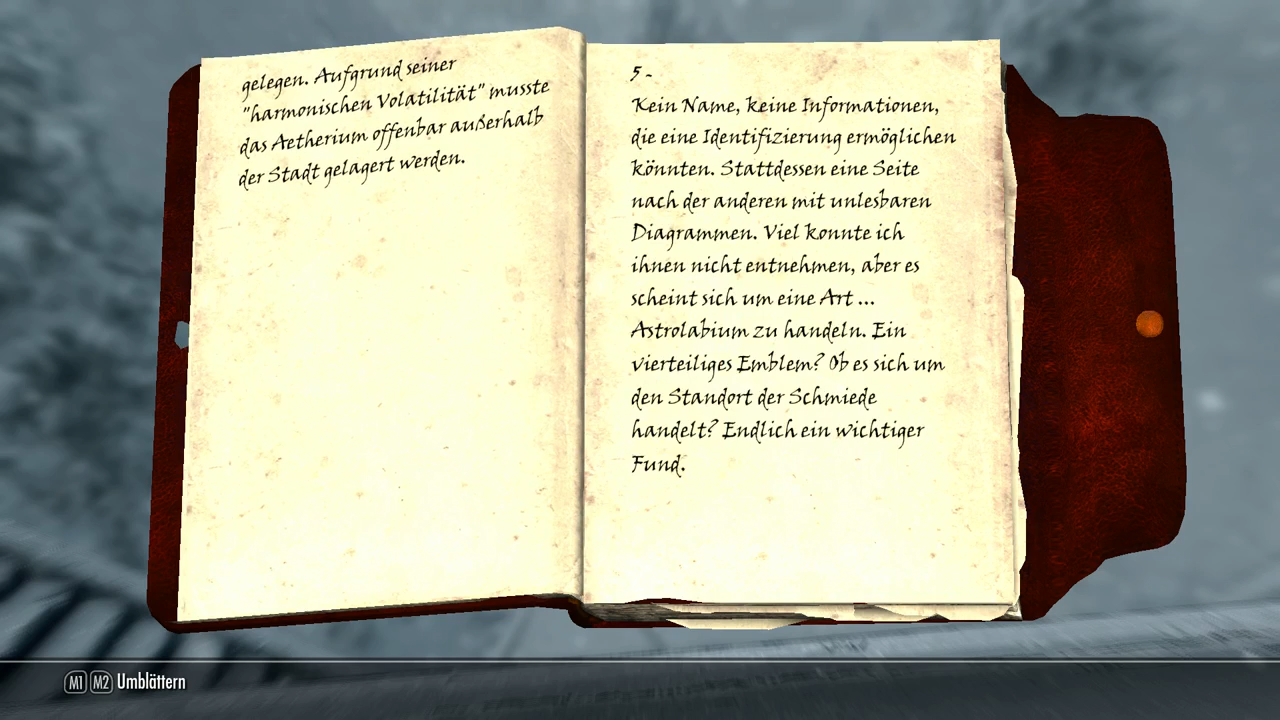 gelegen. Aufgrund seiner
"harmonischen Volatilität" musste
das Aetherium offenbar außerhalb
der Stadt gelagert werden.
5 -
Kein Name, keine Informationen,
die eine Identifizierung ermöglichen
könnten. Stattdessen eine Seite
nach der anderen mit unlesbaren
Diagrammen. Viel konnte ich
ihnen nicht entnehmen, aber es
scheint sich um eine Art ...
Astrolabium zu handeln. Ein
vierteiliges Emblem? Ob es sich um
den Standort der Schmiede
handelt? Endlich ein wichtiger
Fund.
M1 M2 Umblättern